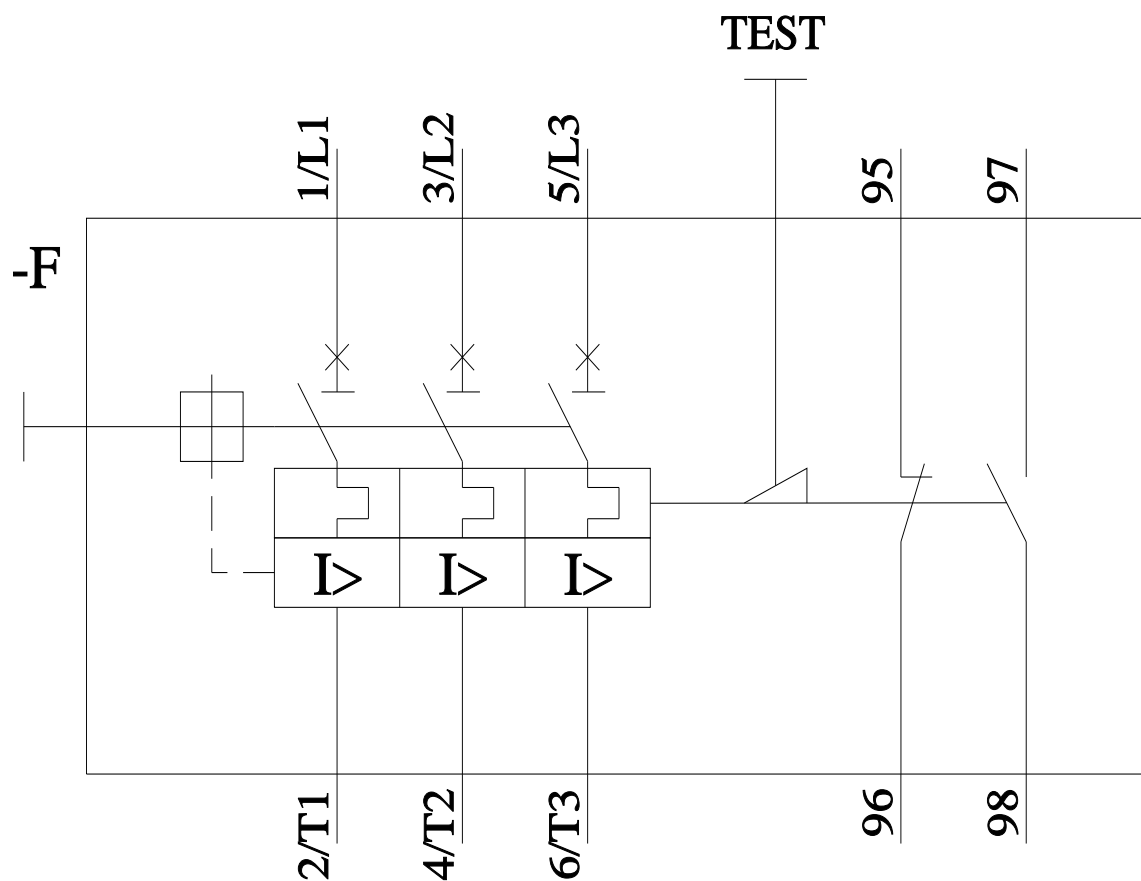 TEST
1/L1
3/L2
5/L3
95
97
-F
I>
I>
I>
2/T1
4/T2
6/T3
96
98